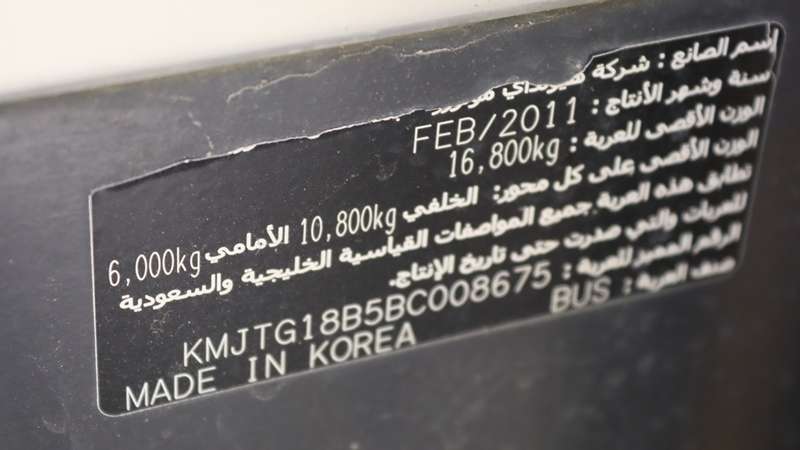 إسم الصانع : شركة هيونداي موتورز
سنة وشهر الأنتاج : FEB/2011
الوزن الأقصى للعربة : 16,800kg
الوزن الأقصى على كل محور: الخلفي 10,800kg الأمامي 6,000kg
تطابق هذه العربة جميع المواصفات القياسية الخليجية والسعودية
للعربات والتي صدرت حتى تاريخ الإنتاج.
الرقم المميز للعربة : KMJTG18B5BC008675
صنف العربة : BUS
MADE IN KOREA